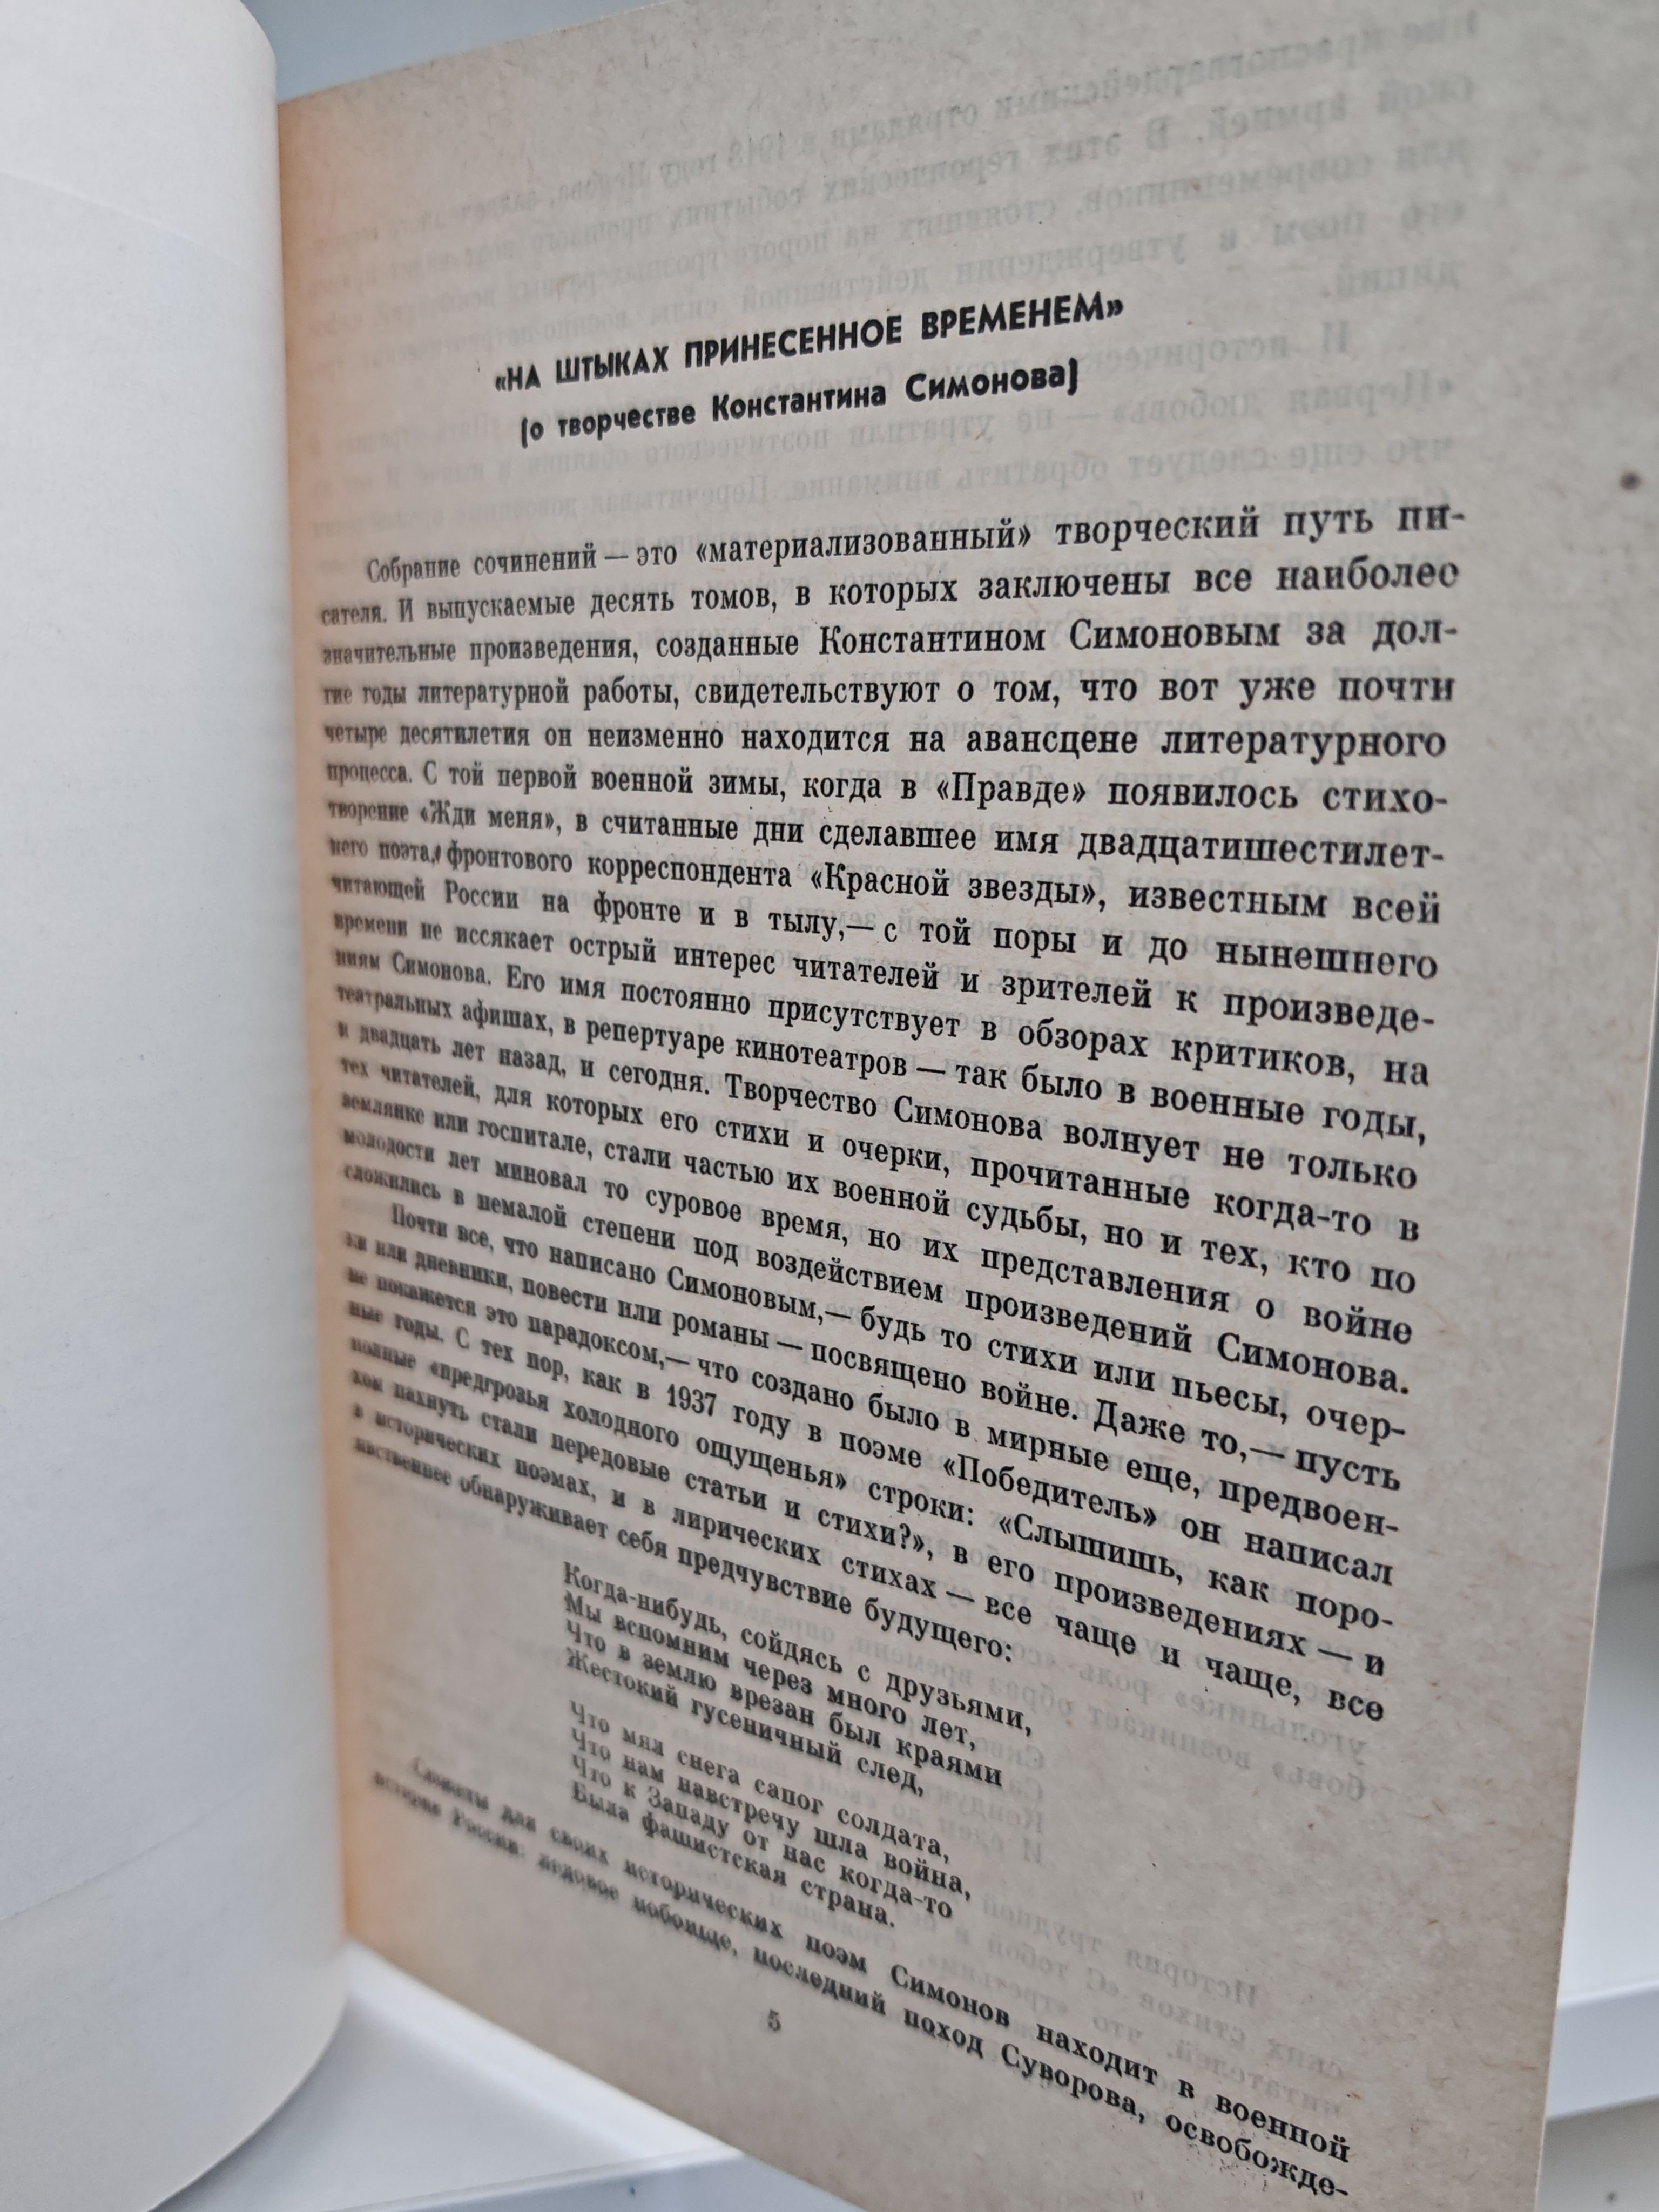 «НА ШТЫКАХ ПРИНЕСЕННОЕ ВРЕМЕНЕМ»
(о творчестве Константина Симонова)
Собрание сочинений — это «материализованный» творческий путь пи-
сателя. И выпускаемые десять томов, в которых заключены все наиболее
значительные произведения, созданные Константином Симоновым за дол-
гие годы литературной работы, свидетельствуют о том, что вот уже почти
четыре десятилетия он неизменно находится на авансцене литературного
процесса. С той первой военной зимы, когда в «Правде» появилось стихо-
творение «Жди меня», в считанные дни сделавшее имя двадцатишестилет-
него поэта, фронтового корреспондента «Красной звезды», известным всей
читающей России на фронте и в тылу,— с той поры и до нынешнего
времени не иссякает острый интерес читателей и зрителей к произведе-
ниям Симонова. Его имя постоянно присутствует в обзорах критиков, на
театральных афишах, в репертуаре кинотеатров — так было в военные годы,
и двадцать лет назад, и сегодня. Творчество Симонова волнует не только
тех читателей, для которых его стихи и очерки, прочитанные когда-то в
землянке или госпитале, стали частью их военной судьбы, но и тех, кто по
молодости лет миновал то суровое время, но их представления о войне
сложились в немалой степени под воздействием произведений Симонова.
Почти все, что написано Симоновым,— будь то стихи или пьесы, очер-
ки или дневники, повести или романы — посвящено войне. Даже то,— пусть
не покажется это парадоксом,— что создано было в мирные еще, предвоен-
ные годы. С тех пор, как в 1937 году в поэме «Победитель» он написал
полные «предгрозья холодного ощущенья» строки: «Слышишь, как поро-
хом пахнуть стали передовые статьи и стихи?», в его произведениях — и
в исторических поэмах, и в лирических стихах — все чаще и чаще, все
явственнее обнаруживает себя предчувствие будущего:
Когда-нибудь, сойдясь с друзьями,
Мы вспомним через много лет,
Что в землю врезан был краями
Жестокий гусеничный след,
Что мял снега сапог солдата,
Что нам навстречу шла война,
Что к Западу от нас когда-то
Была фашистская страна.
Сюжеты для своих исторических поэм Симонов находит в военной
истории России: ледовое побоище, последний поход Суворова, освобожде-
5